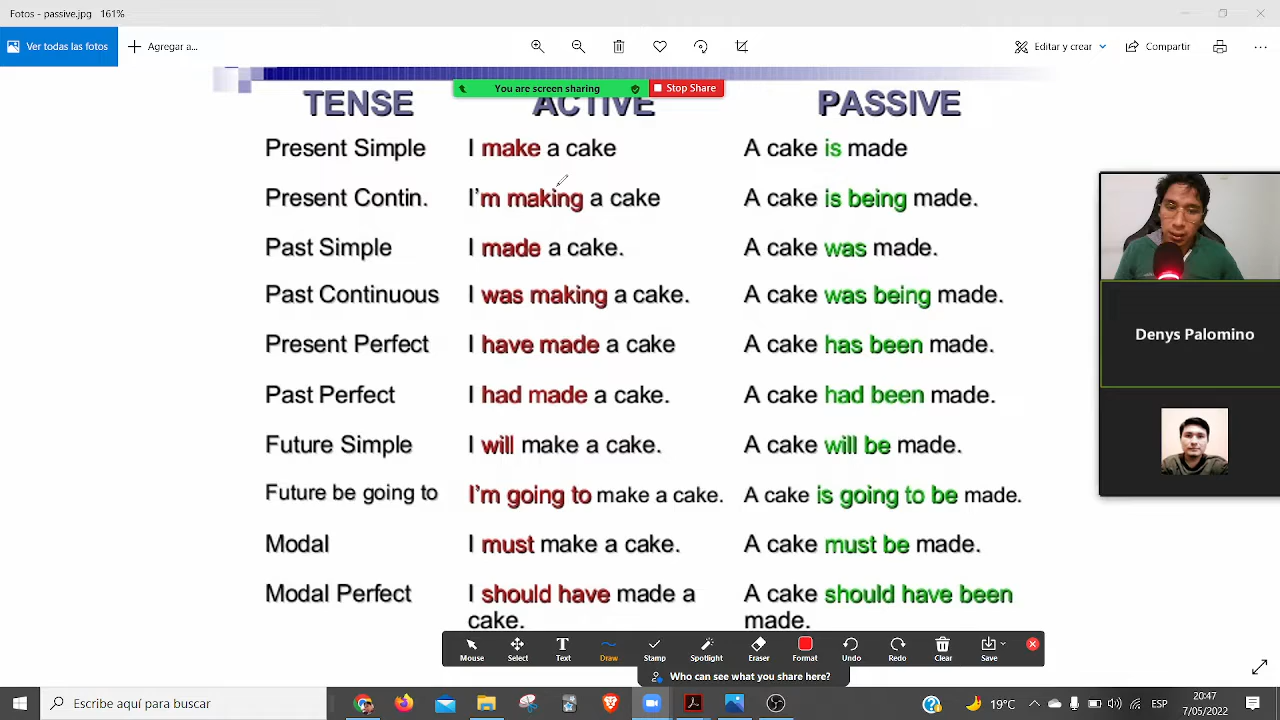 Fotos - passive.jpg 161%
Ver todas las fotos
Agregar a...
Editar y crear
Compartir
You are screen sharing
Stop Share
TENSE ACTIVE PASSIVE
Present Simple I make a cake A cake is made
Present Contin. I'm making a cake A cake is being made.
Past Simple I made a cake. A cake was made.
Past Continuous I was making a cake. A cake was being made.
Present Perfect I have made a cake A cake has been made.
Past Perfect I had made a cake. A cake had been made.
Future Simple I will make a cake. A cake will be made.
Future be going to I'm going to make a cake. A cake is going to be made.
Modal I must make a cake. A cake must be made.
Modal Perfect I should have made a A cake should have been
cake. made.
Denys Palomino
Mouse Select Text Draw Stamp Spotlight Eraser Format Undo Redo Clear Save
Who can see what you share here?
Escribe aquí para buscar
19°C
ESP
20:47
7/05/2022